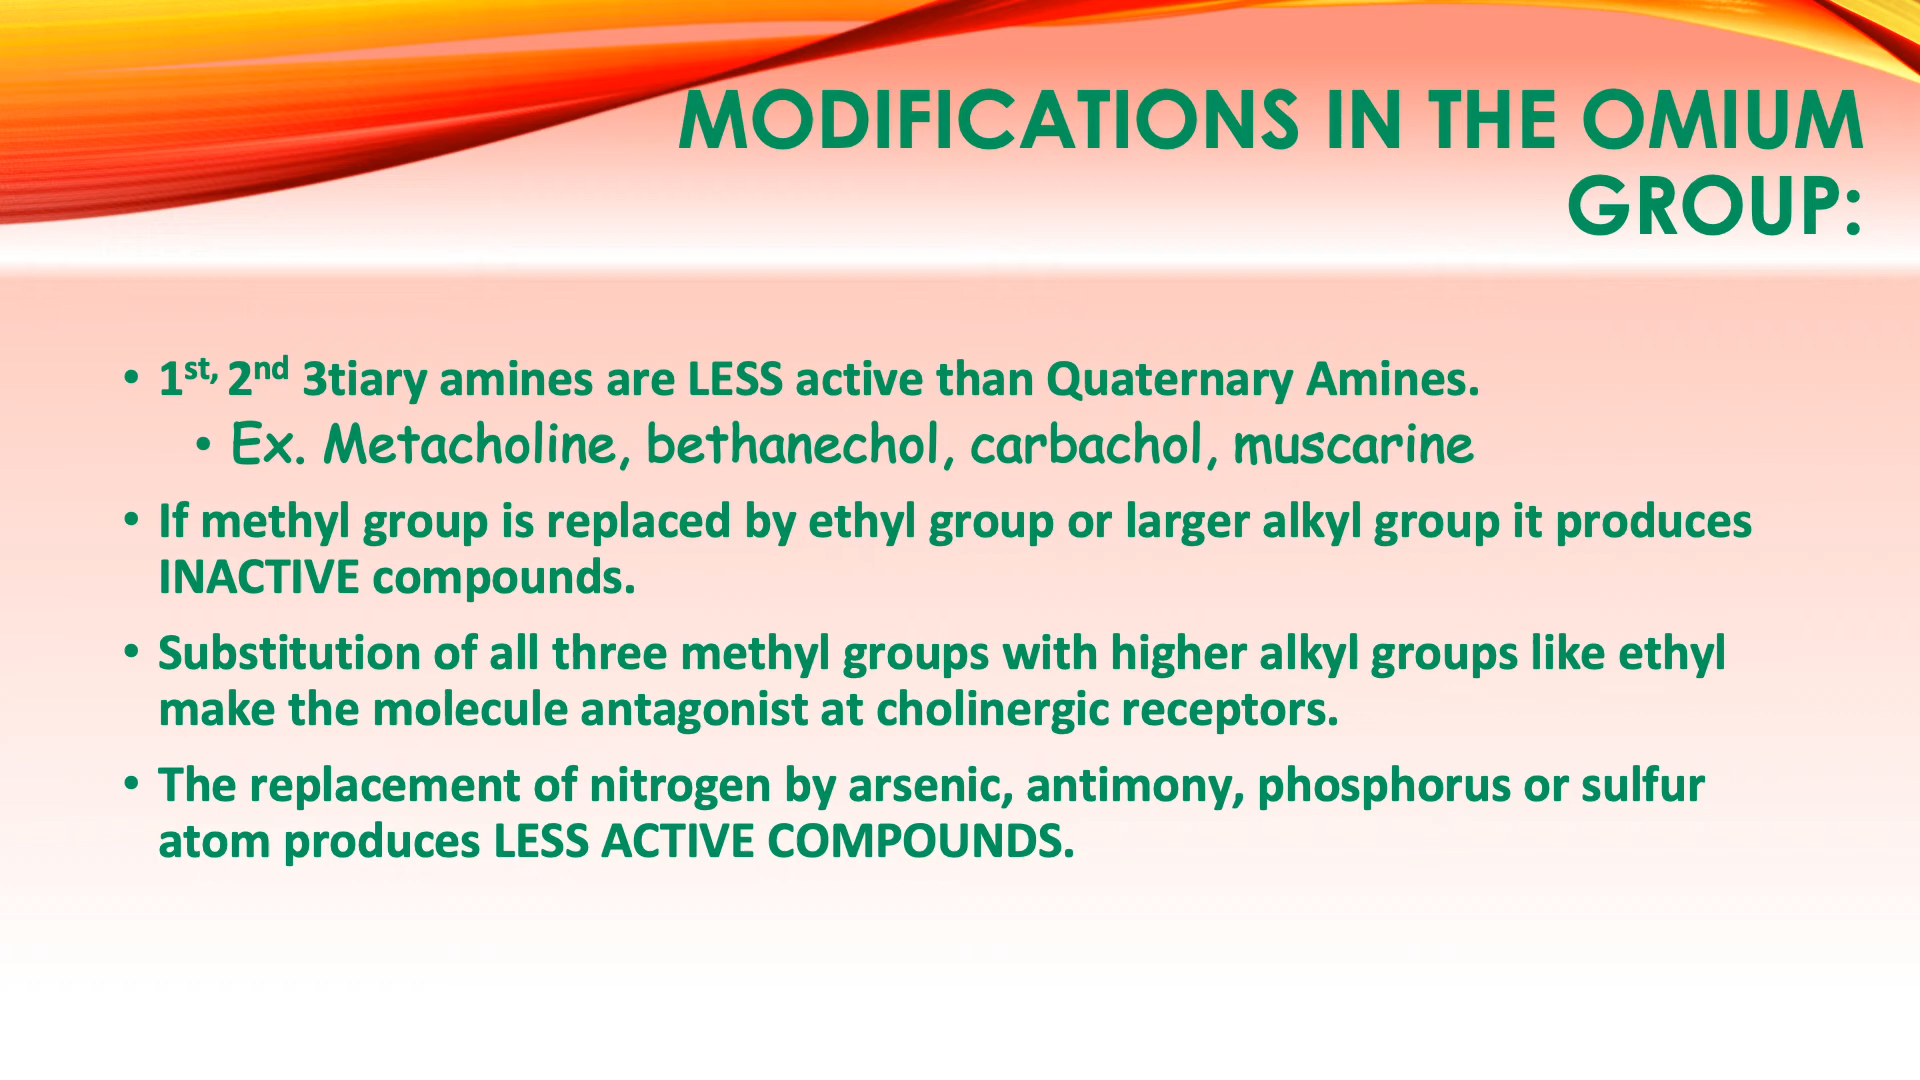 MODIFICATIONS IN THE OMIUM
GROUP:
• 1st, 2nd 3tiary amines are LESS active than Quaternary Amines.
• Ex. Metacholine, bethanechol, carbachol, muscarine
• If methyl group is replaced by ethyl group or larger alkyl group it produces
INACTIVE compounds.
• Substitution of all three methyl groups with higher alkyl groups like ethyl
make the molecule antagonist at cholinergic receptors.
• The replacement of nitrogen by arsenic, antimony, phosphorus or sulfur
atom produces LESS ACTIVE COMPOUNDS.